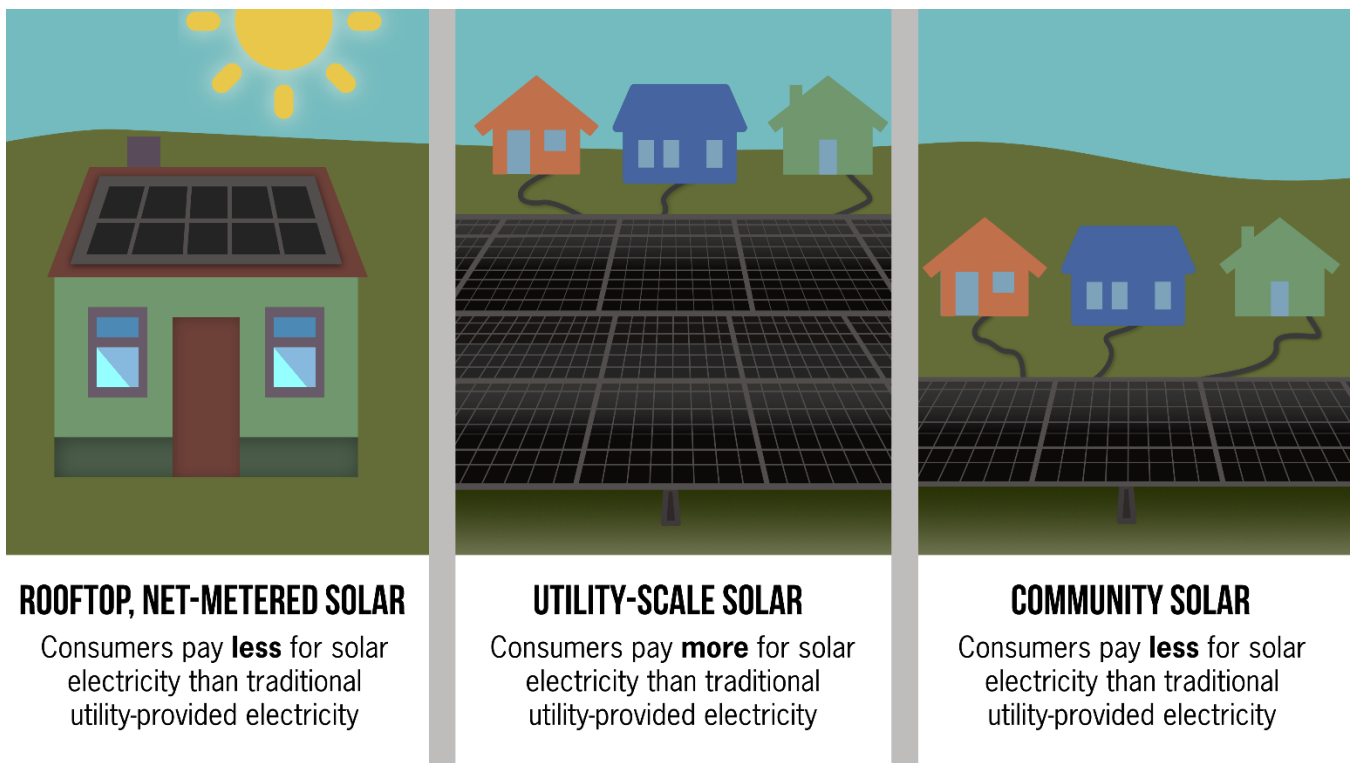 ROOFTOP, NET-METERED SOLAR
Consumers pay less for solar
electricity than traditional
utility-provided electricity
UTILITY-SCALE SOLAR
Consumers pay more for solar
electricity than traditional
utility-provided electricity
COMMUNITY SOLAR
Consumers pay less for solar
electricity than traditional
utility-provided electricity